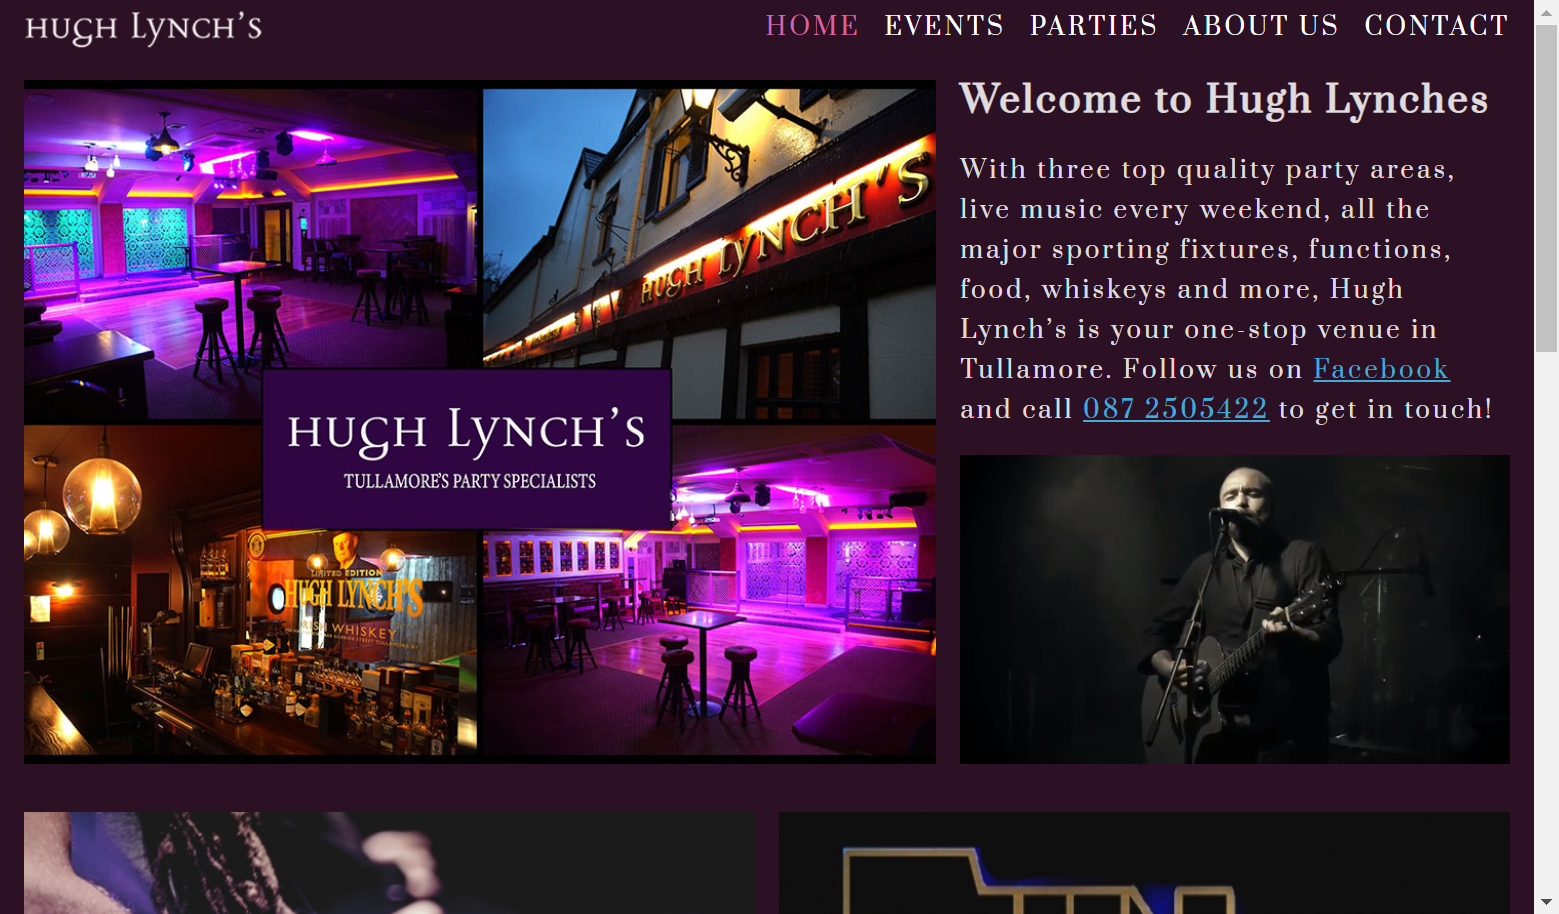 HUGH LYNCH'S
HOME EVENTS PARTIES ABOUT US CONTACT
HUGH LYNCH'S
HUGH LYNCH'S
TULLAMORE'S PARTY SPECIALISTS
LIMITED EDITION
HUGH LYNCH'S
WHISKEY
Welcome to Hugh Lynches
With three top quality party areas,
live music every weekend, all the
major sporting fixtures, functions,
food, whiskeys and more, Hugh
Lynch’s is your one-stop venue in
Tullamore. Follow us on Facebook
and call 087 2505422 to get in touch!